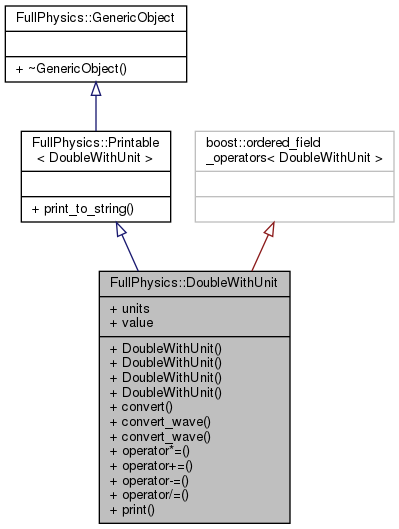 FullPhysics::GenericObject
+ ~GenericObject()
FullPhysics::Printable
< DoubleWithUnit >
+ print_to_string()
boost::ordered_field
_operators< DoubleWithUnit >
FullPhysics::DoubleWithUnit
+ units
+ value
+ DoubleWithUnit()
+ DoubleWithUnit()
+ DoubleWithUnit()
+ DoubleWithUnit()
+ convert()
+ convert_wave()
+ convert_wave()
+ operator*=()
+ operator+=()
+ operator-=()
+ operator/=()
+ print()